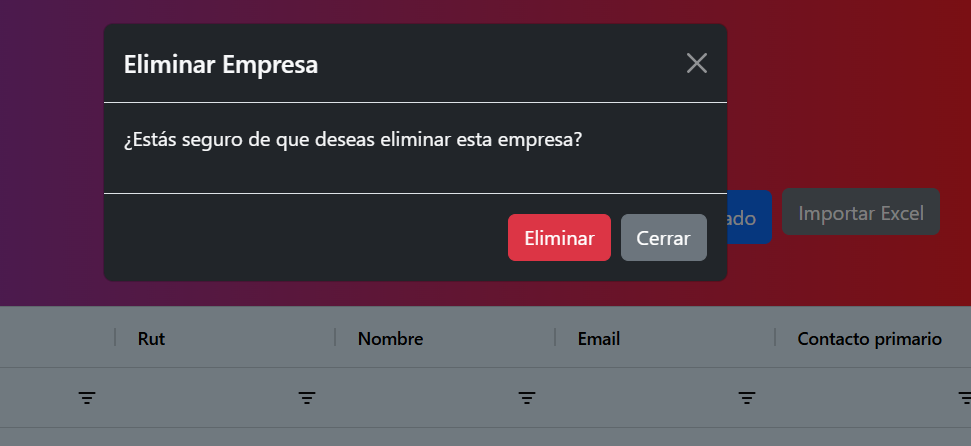 Eliminar Empresa
¿Estás seguro de que deseas eliminar esta empresa?
Eliminar Cerrar
Importar Excel
Rut Nombre Email Contacto primario